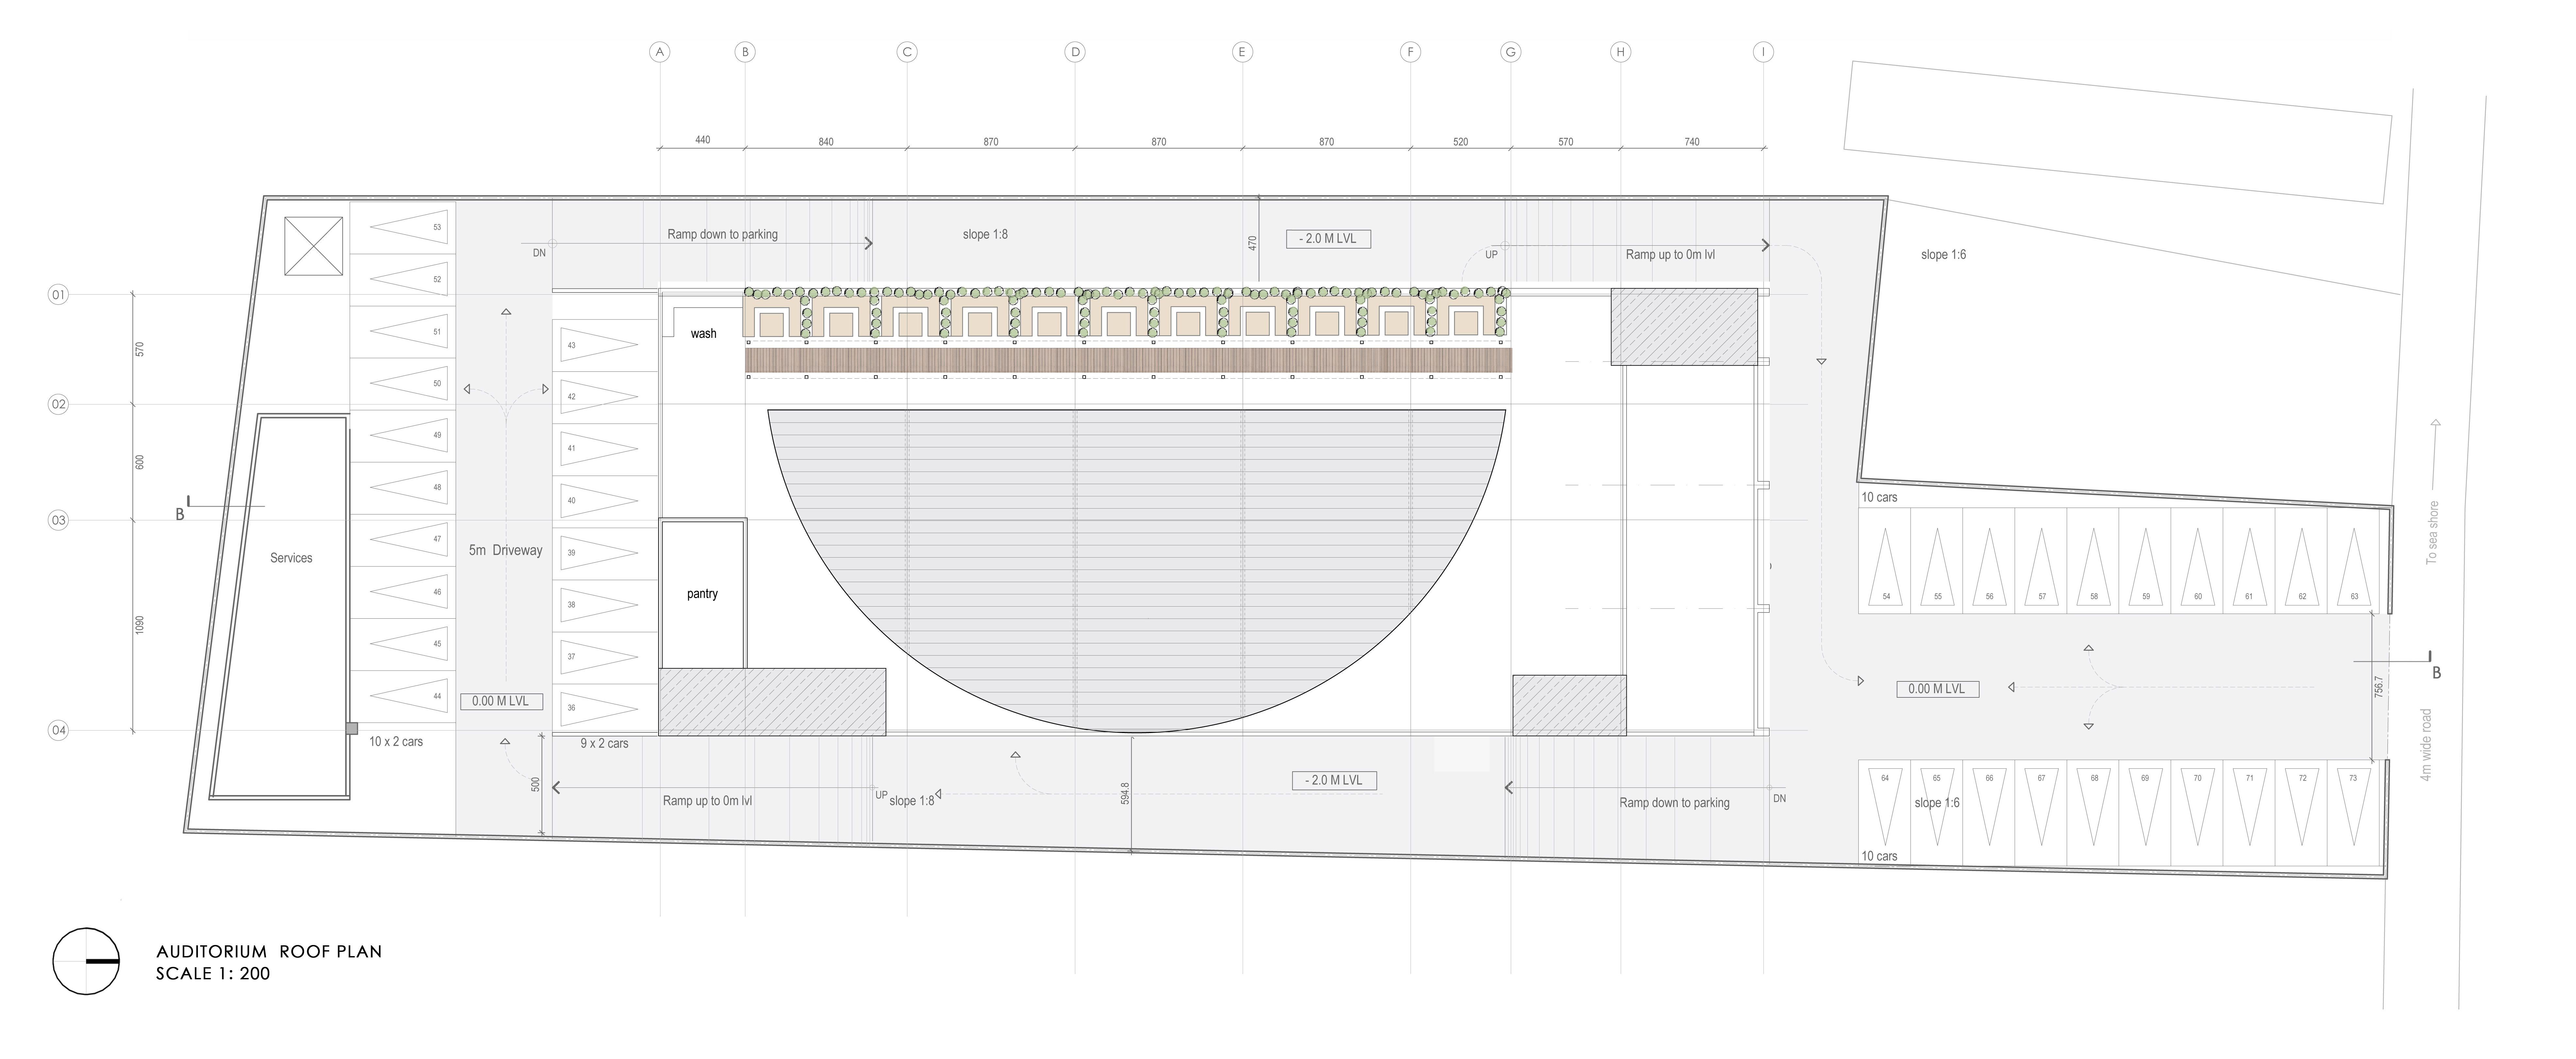 A B C D E F G H I
440 840 870 870 870 520 570 740
Ramp down to parking
slope 1:8
- 2.0 M LVL
470
DN
UP
Ramp up to 0m lvl
slope 1:6
01
02
03
04
570
600
1090
53
52
51
50
49
48
47
46
45
44
43
42
41
40
39
38
37
36
wash
pantry
Services
5m Driveway
0.00 M LVL
10 x 2 cars
9 x 2 cars
B
500
Ramp up to 0m lvl
UP
slope 1:8
594.8
- 2.0 M LVL
Ramp down to parking
DN
10 cars
54 55 56 57 58 59 60 61 62 63
0.00 M LVL
756.7
B
64 65 66 67 68 69 70 71 72 73
slope 1:6
10 cars
To sea shore
4m wide road
AUDITORIUM ROOF PLAN
SCALE 1: 200